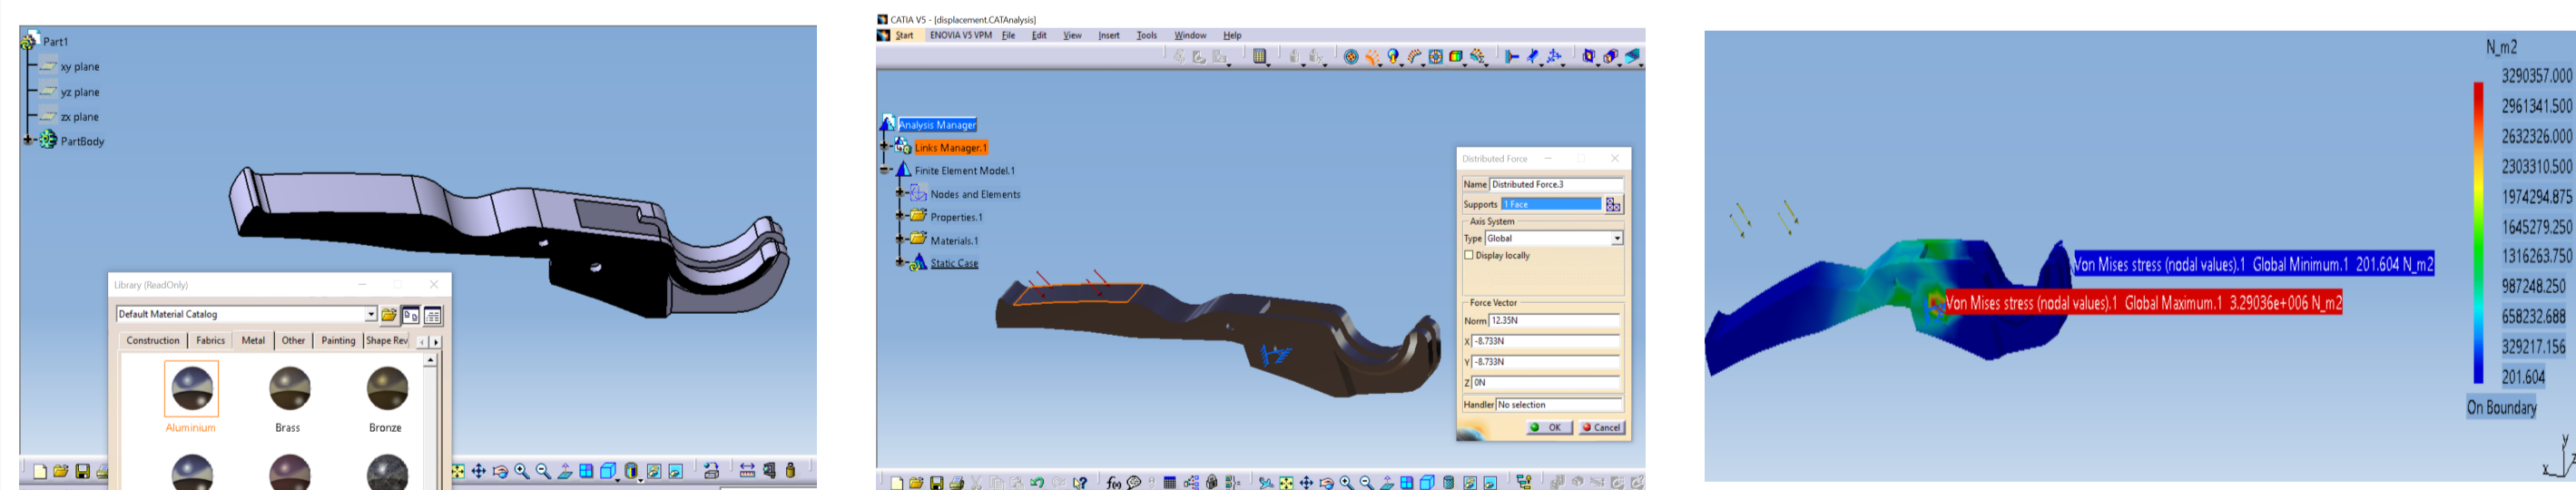 Part1
xy plane
yz plane
zx plane
PartBody
Library (ReadOnly)
Default Material Catalog
Construction Fabrics Metal Other Painting Shape Rev
Aluminium Brass Bronze
CATIA V5 - [displacement.CATAnalysis]
Start ENOVIA V5 VPM File Edit View Insert Tools Window Help
Analysis Manager
Links Manager.1
Finite Element Model.1
Nodes and Elements
Properties.1
Materials.1
Static Case
Distributed Force
Name Distributed Force.3
Supports 1 Face
Axis System
Type Global
Display locally
Force Vector
Norm 12.35N
X -8.733N
Y -8.733N
Z 0N
Handler No selection
OK Cancel
f(x)
N_m2
3290357.000
2961341.500
2632326.000
2303310.500
1974294.875
1645279.250
1316263.750
987248.250
658232.688
329217.156
201.604
On Boundary
Von Mises stress (nodal values).1 Global Minimum.1 201.604 N_m2
Von Mises stress (nodal values).1 Global Maximum.1 3.29036e+006 N_m2
y
x z